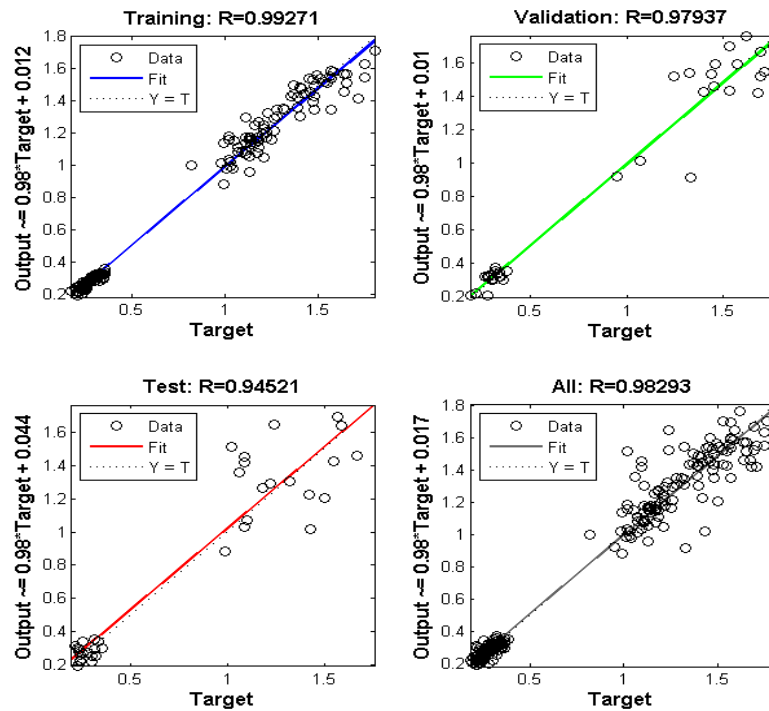 Training: R=0.99271
Output ~= 0.98*Target + 0.012
1.8
1.6
1.4
1.2
1
0.8
0.6
0.4
0.2
Data
Fit
Y = T
0.5
1
1.5
Target
Validation: R=0.97937
Output ~= 0.98*Target + 0.01
1.8
1.6
1.4
1.2
1
0.8
0.6
0.4
0.2
Data
Fit
Y = T
0.5
1
1.5
Target
Test: R=0.94521
Output ~= 0.98*Target + 0.044
1.6
1.4
1.2
1
0.8
0.6
0.4
0.2
Data
Fit
Y = T
0.5
1
1.5
Target
All: R=0.98293
Output ~= 0.98*Target + 0.017
1.8
1.6
1.4
1.2
1
0.8
0.6
0.4
0.2
Data
Fit
Y = T
0.5
1
1.5
Target